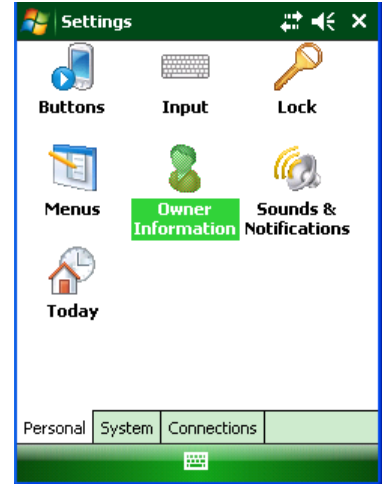 Settings
Buttons
Input
Lock
Menus
Owner
Information
Sounds &
Notifications
Today
Personal
System
Connections